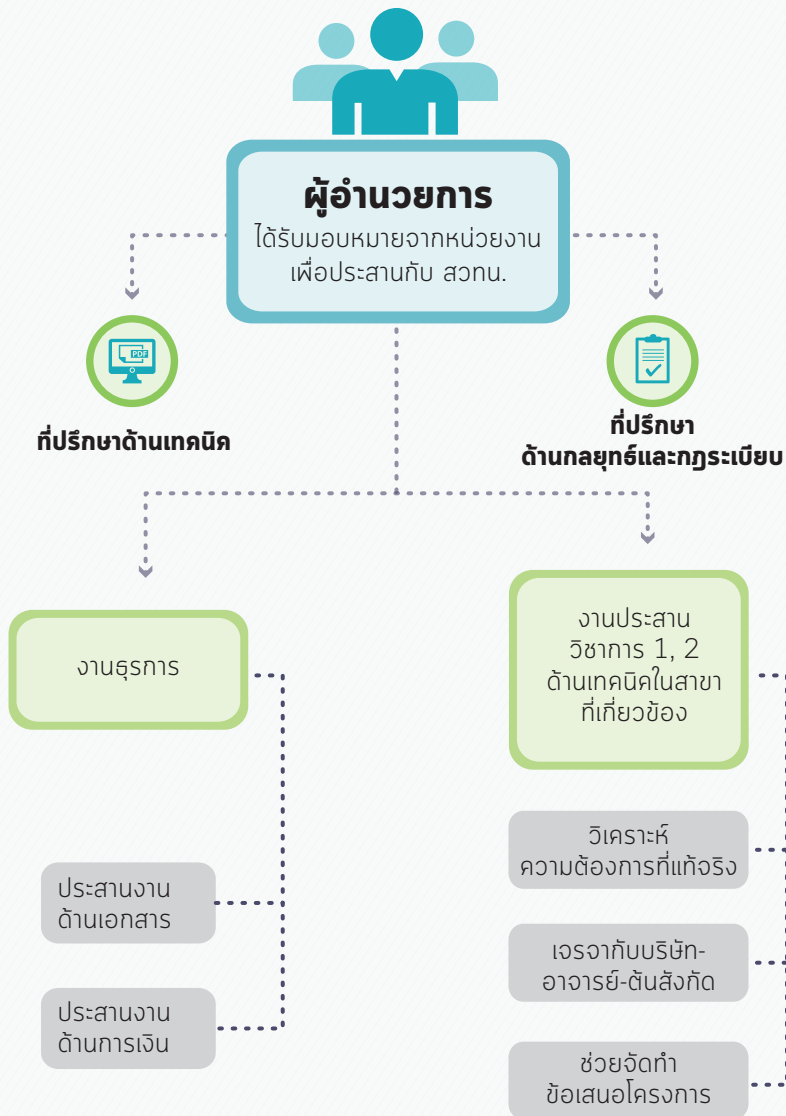 ผู้อำนวยการ
ได้รับมอบหมายจากหน่วยงาน
เพื่อประสานกับ สวทน.
PDF
ที่ปรึกษาด้านเทคนิค
ที่ปรึกษา
ด้านกลยุทธ์และกฎระเบียบ
งานธุรการ
ประสานงาน
ด้านเอกสาร
ประสานงาน
ด้านการเงิน
งานประสาน
วิชาการ 1, 2
ด้านเทคนิคในสาขา
ที่เกี่ยวข้อง
วิเคราะห์
ความต้องการที่แท้จริง
เจรจากับบริษัท-
อาจารย์-ต้นสังกัด
ช่วยจัดทำ
ข้อเสนอโครงการ